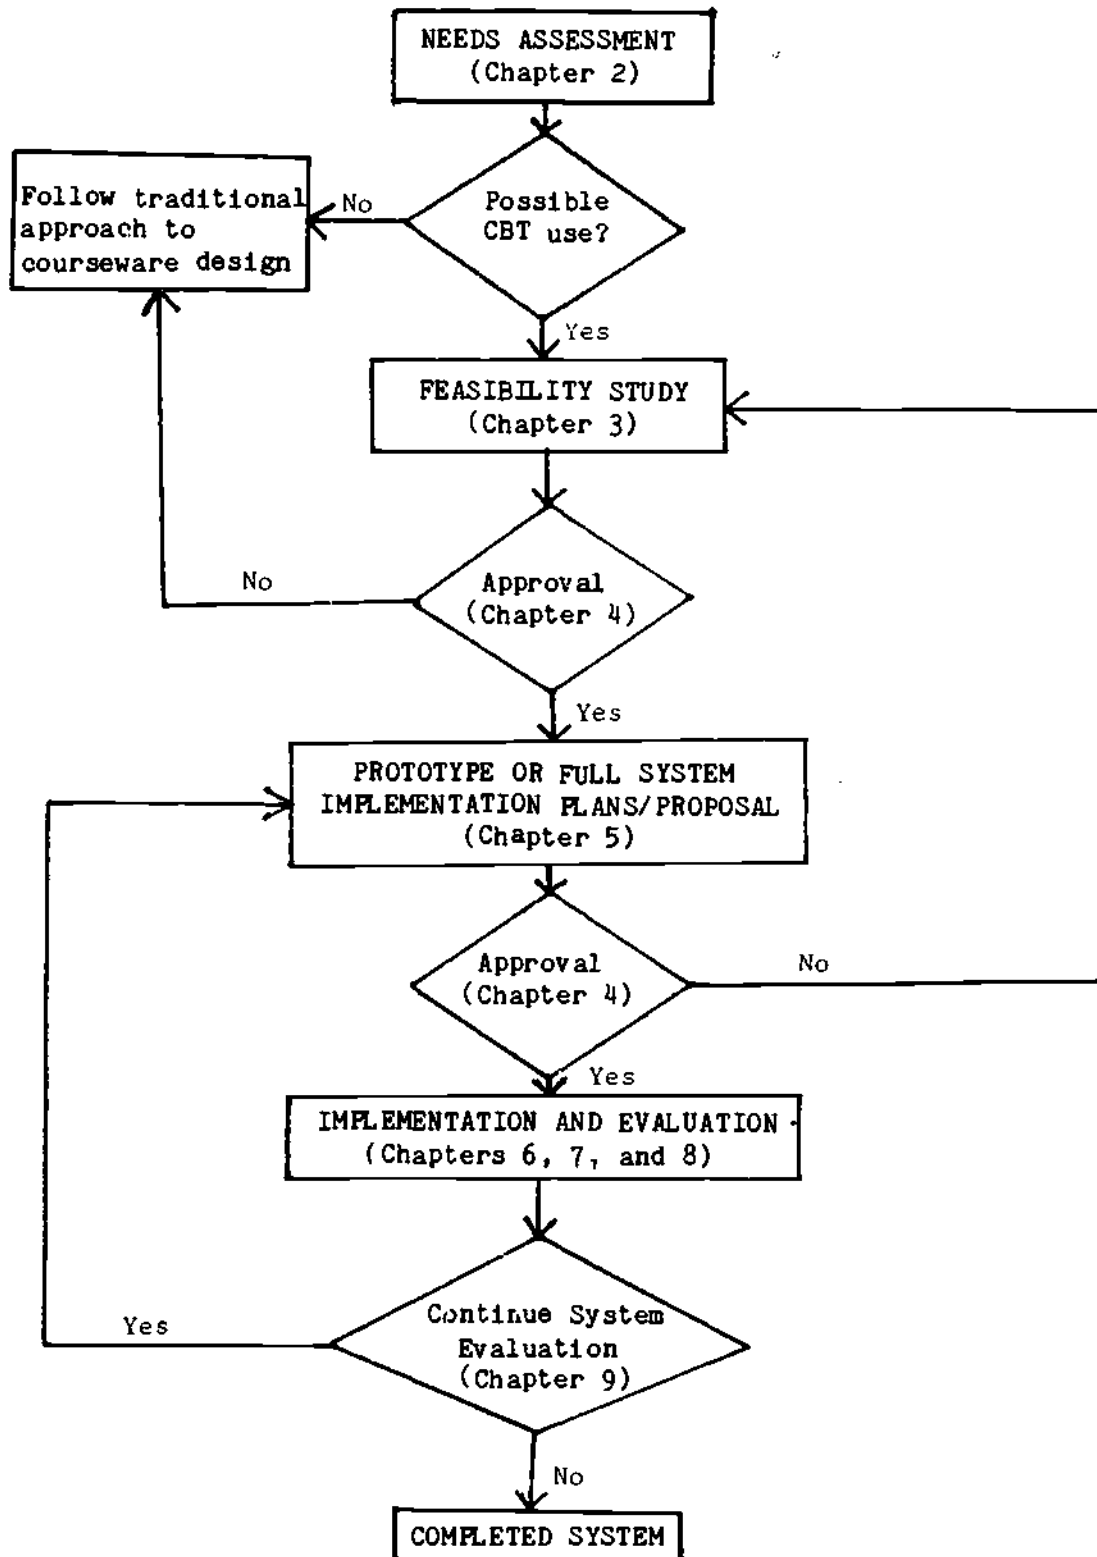 NEEDS ASSESSMENT
(Chapter 2)
Possible
CBT use?
No
Follow traditional
approach to
courseware design
Yes
FEASIBILITY STUDY
(Chapter 3)
Approval
(Chapter 4)
No
Yes
PROTOTYPE OR FULL SYSTEM
IMPLEMENTATION PLANS/PROPOSAL
(Chapter 5)
Approval
(Chapter 4)
No
Yes
IMPLEMENTATION AND EVALUATION
(Chapters 6, 7, and 8)
Continue System
Evaluation
(Chapter 9)
Yes
No
COMPLETED SYSTEM